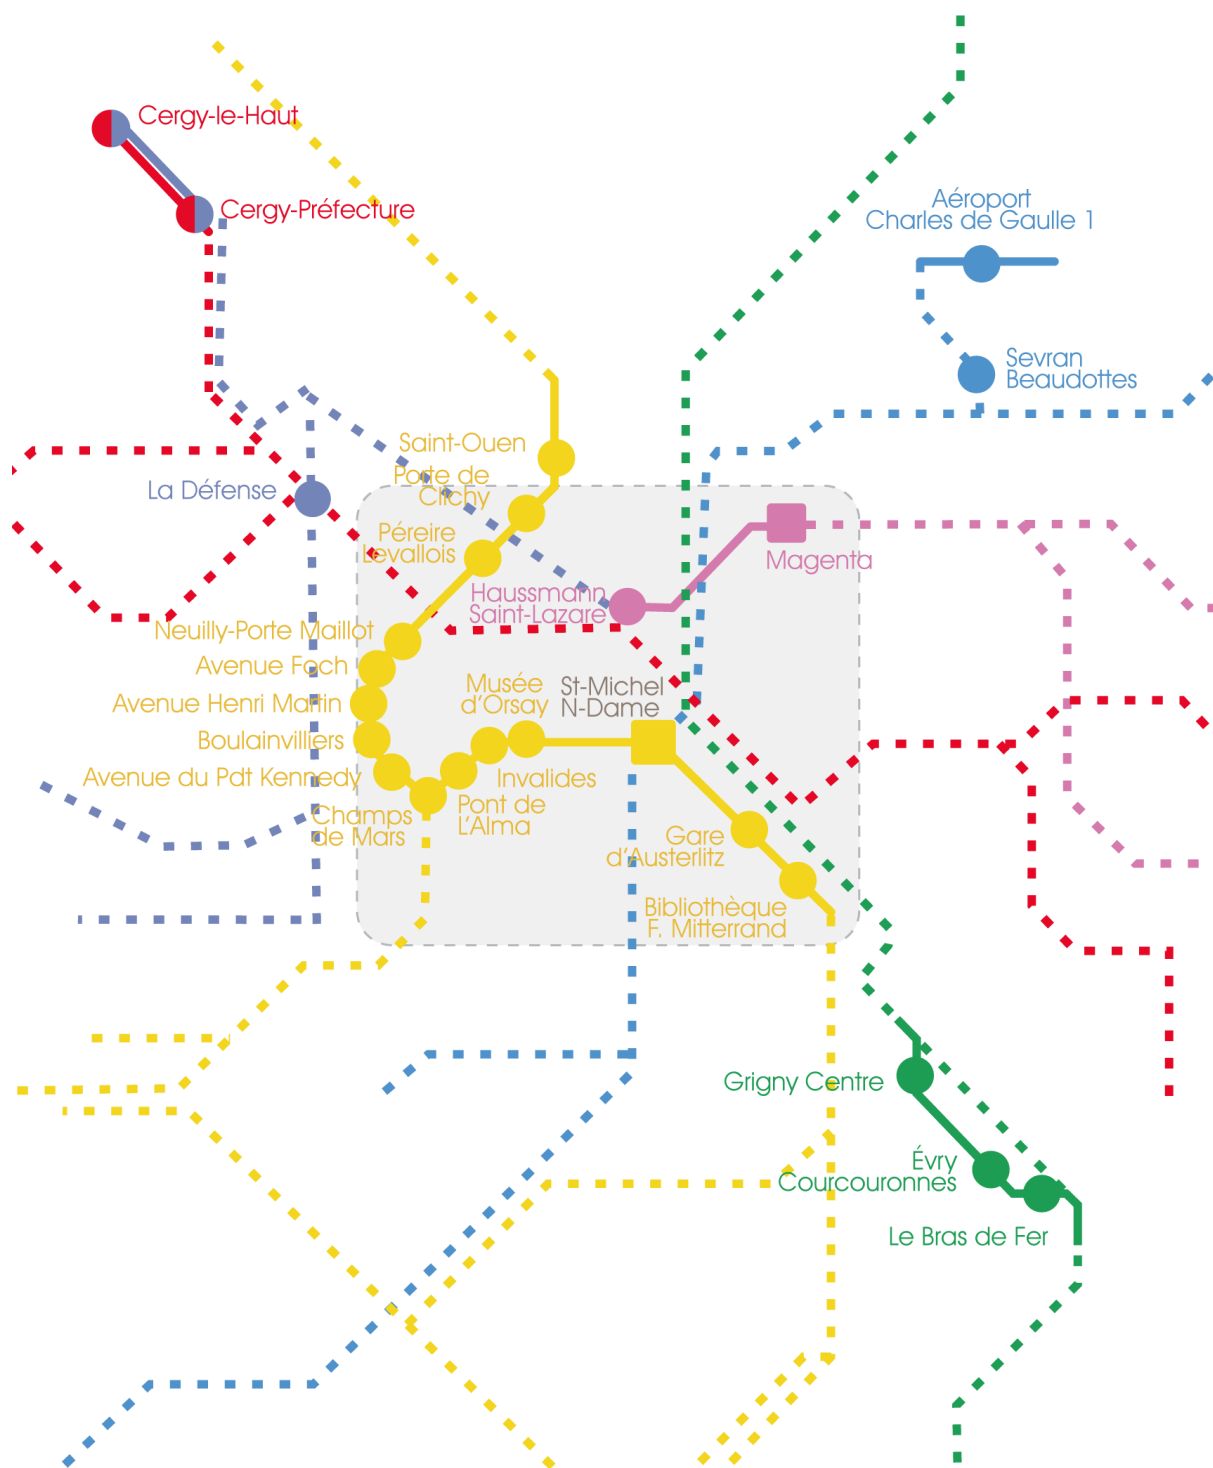 Cergy-le-Haut
Cergy-Préfecture
Aéroport
Charles de Gaulle 1
Sevran
Beaudottes
Saint-Ouen
Porte de
Clichy
La Défense
Péreire
Levallois
Magenta
Haussmann
Saint-Lazare
Neuilly-Porte Maillot
Avenue Foch
Avenue Henri Martin
Musée
d'Orsay
St-Michel
N-Dame
Boulainvilliers
Avenue du Pdt Kennedy
Invalides
Champs
de Mars
Pont de
L'Alma
Gare
d'Austerlitz
Bibliothèque
F. Mitterrand
Grigny Centre
Évry
Courcouronnes
Le Bras de Fer